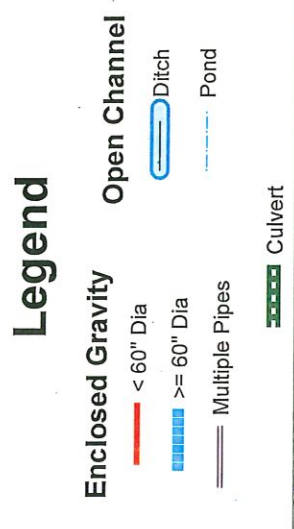 Legend
Enclosed Gravity
< 60" Dia
>= 60" Dia
Multiple Pipes
Culvert
Open Channel
Ditch
Pond